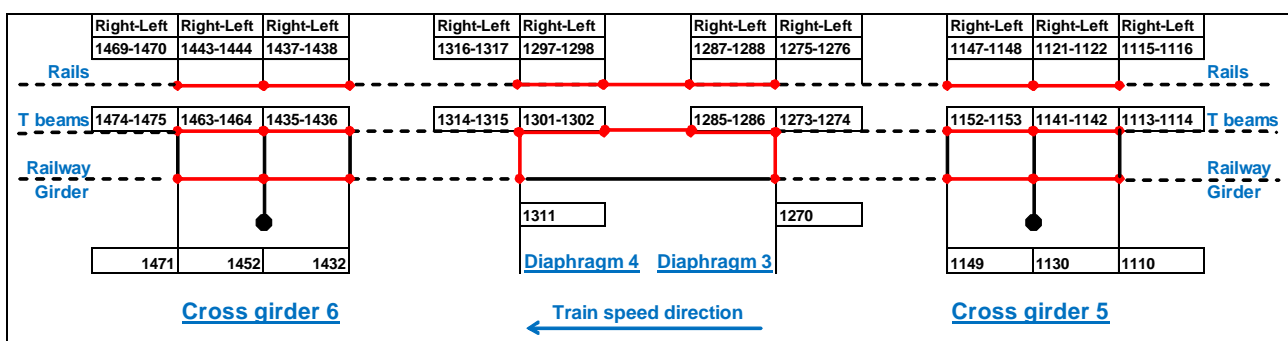 Right-Left Right-Left Right-Left Right-Left Right-Left Right-Left Right-Left Right-Left Right-Left Right-Left
1469-1470 1443-1444 1437-1438 1316-1317 1297-1298 1287-1288 1275-1276 1147-1148 1121-1122 1115-1116
Rails Rails
T beams 1474-1475 1463-1464 1435-1436 1314-1315 1301-1302 1285-1286 1273-1274 1152-1153 1141-1142 1113-1114 T beams
Railway Railway
Girder Girder
1311 1270
1471 1452 1432 Diaphragm 4 Diaphragm 3 1149 1130 1110
Cross girder 6 Train speed direction Cross girder 5